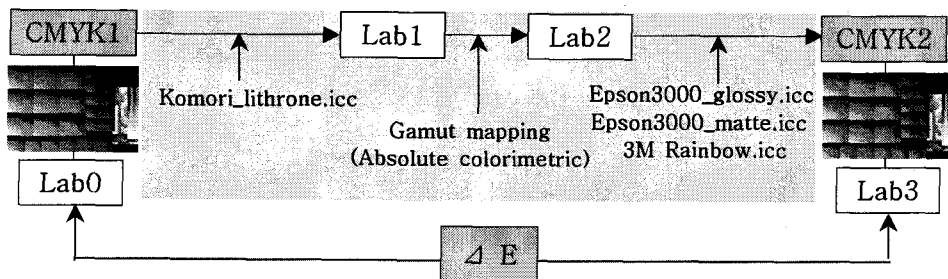 CMYK1
Lab1
Lab2
CMYK2
Komori_lithrone.icc
Gamut mapping
(Absolute colorimetric)
Epson3000_glossy.icc
Epson3000_matte.icc
3M Rainbow.icc
Lab0
Lab3
⊿ E